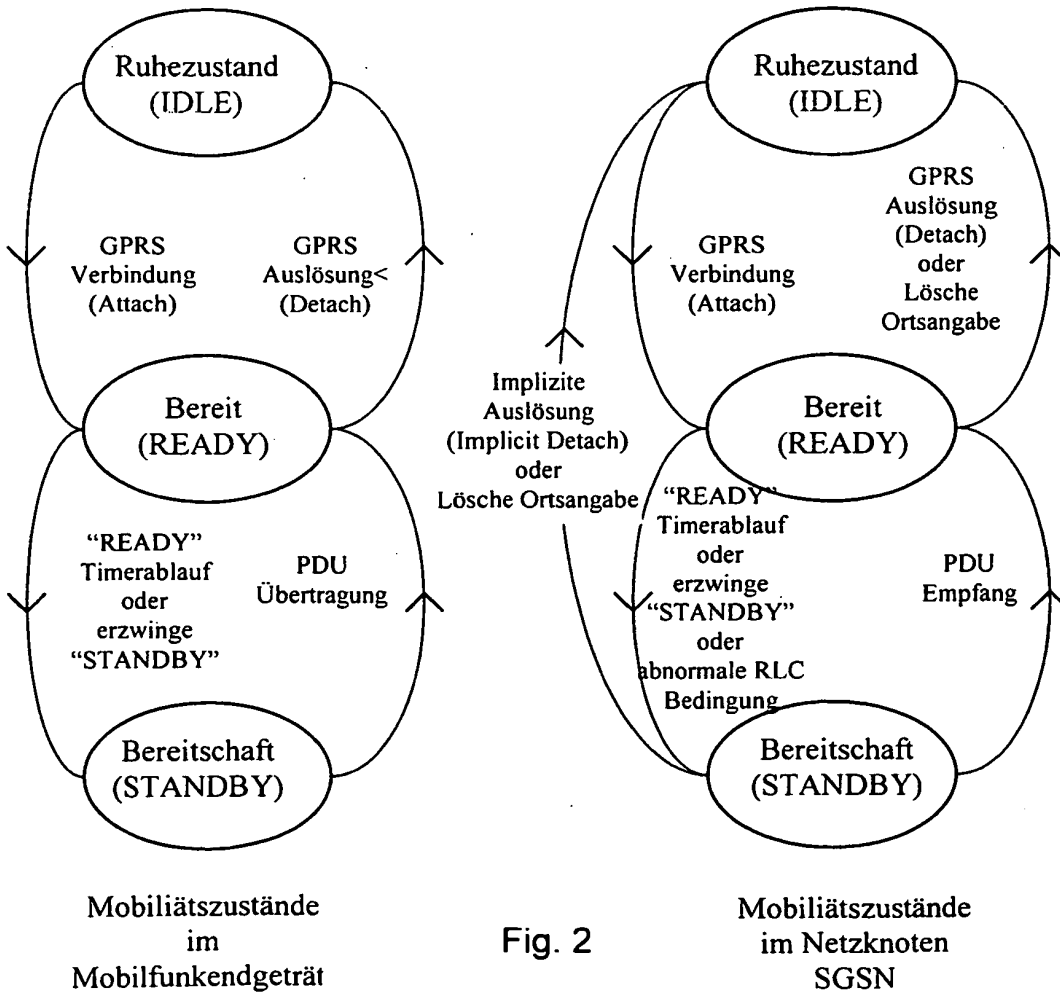 Ruhezustand
(IDLE)
GPRS
Verbindung
(Attach)
GPRS
Auslösung<
(Detach)
Bereit
(READY)
“READY”
Timerablauf
oder
erzwinge
“STANDBY”
PDU
Übertragung
Bereitschaft
(STANDBY)
Mobiliätszustände
im
Mobilfunkendgeträt
Ruhezustand
(IDLE)
GPRS
Verbindung
(Attach)
GPRS
Auslösung
(Detach)
oder
Lösche
Ortsangabe
Implizite
Auslösung
(Implicit Detach)
oder
Lösche Ortsangabe
Bereit
(READY)
“READY”
Timerablauf
oder
erzwinge
“STANDBY”
oder
abnormale RLC
Bedingung
PDU
Empfang
Bereitschaft
(STANDBY)
Mobiliätszustände
im Netzknoten
SGSN
Fig. 2